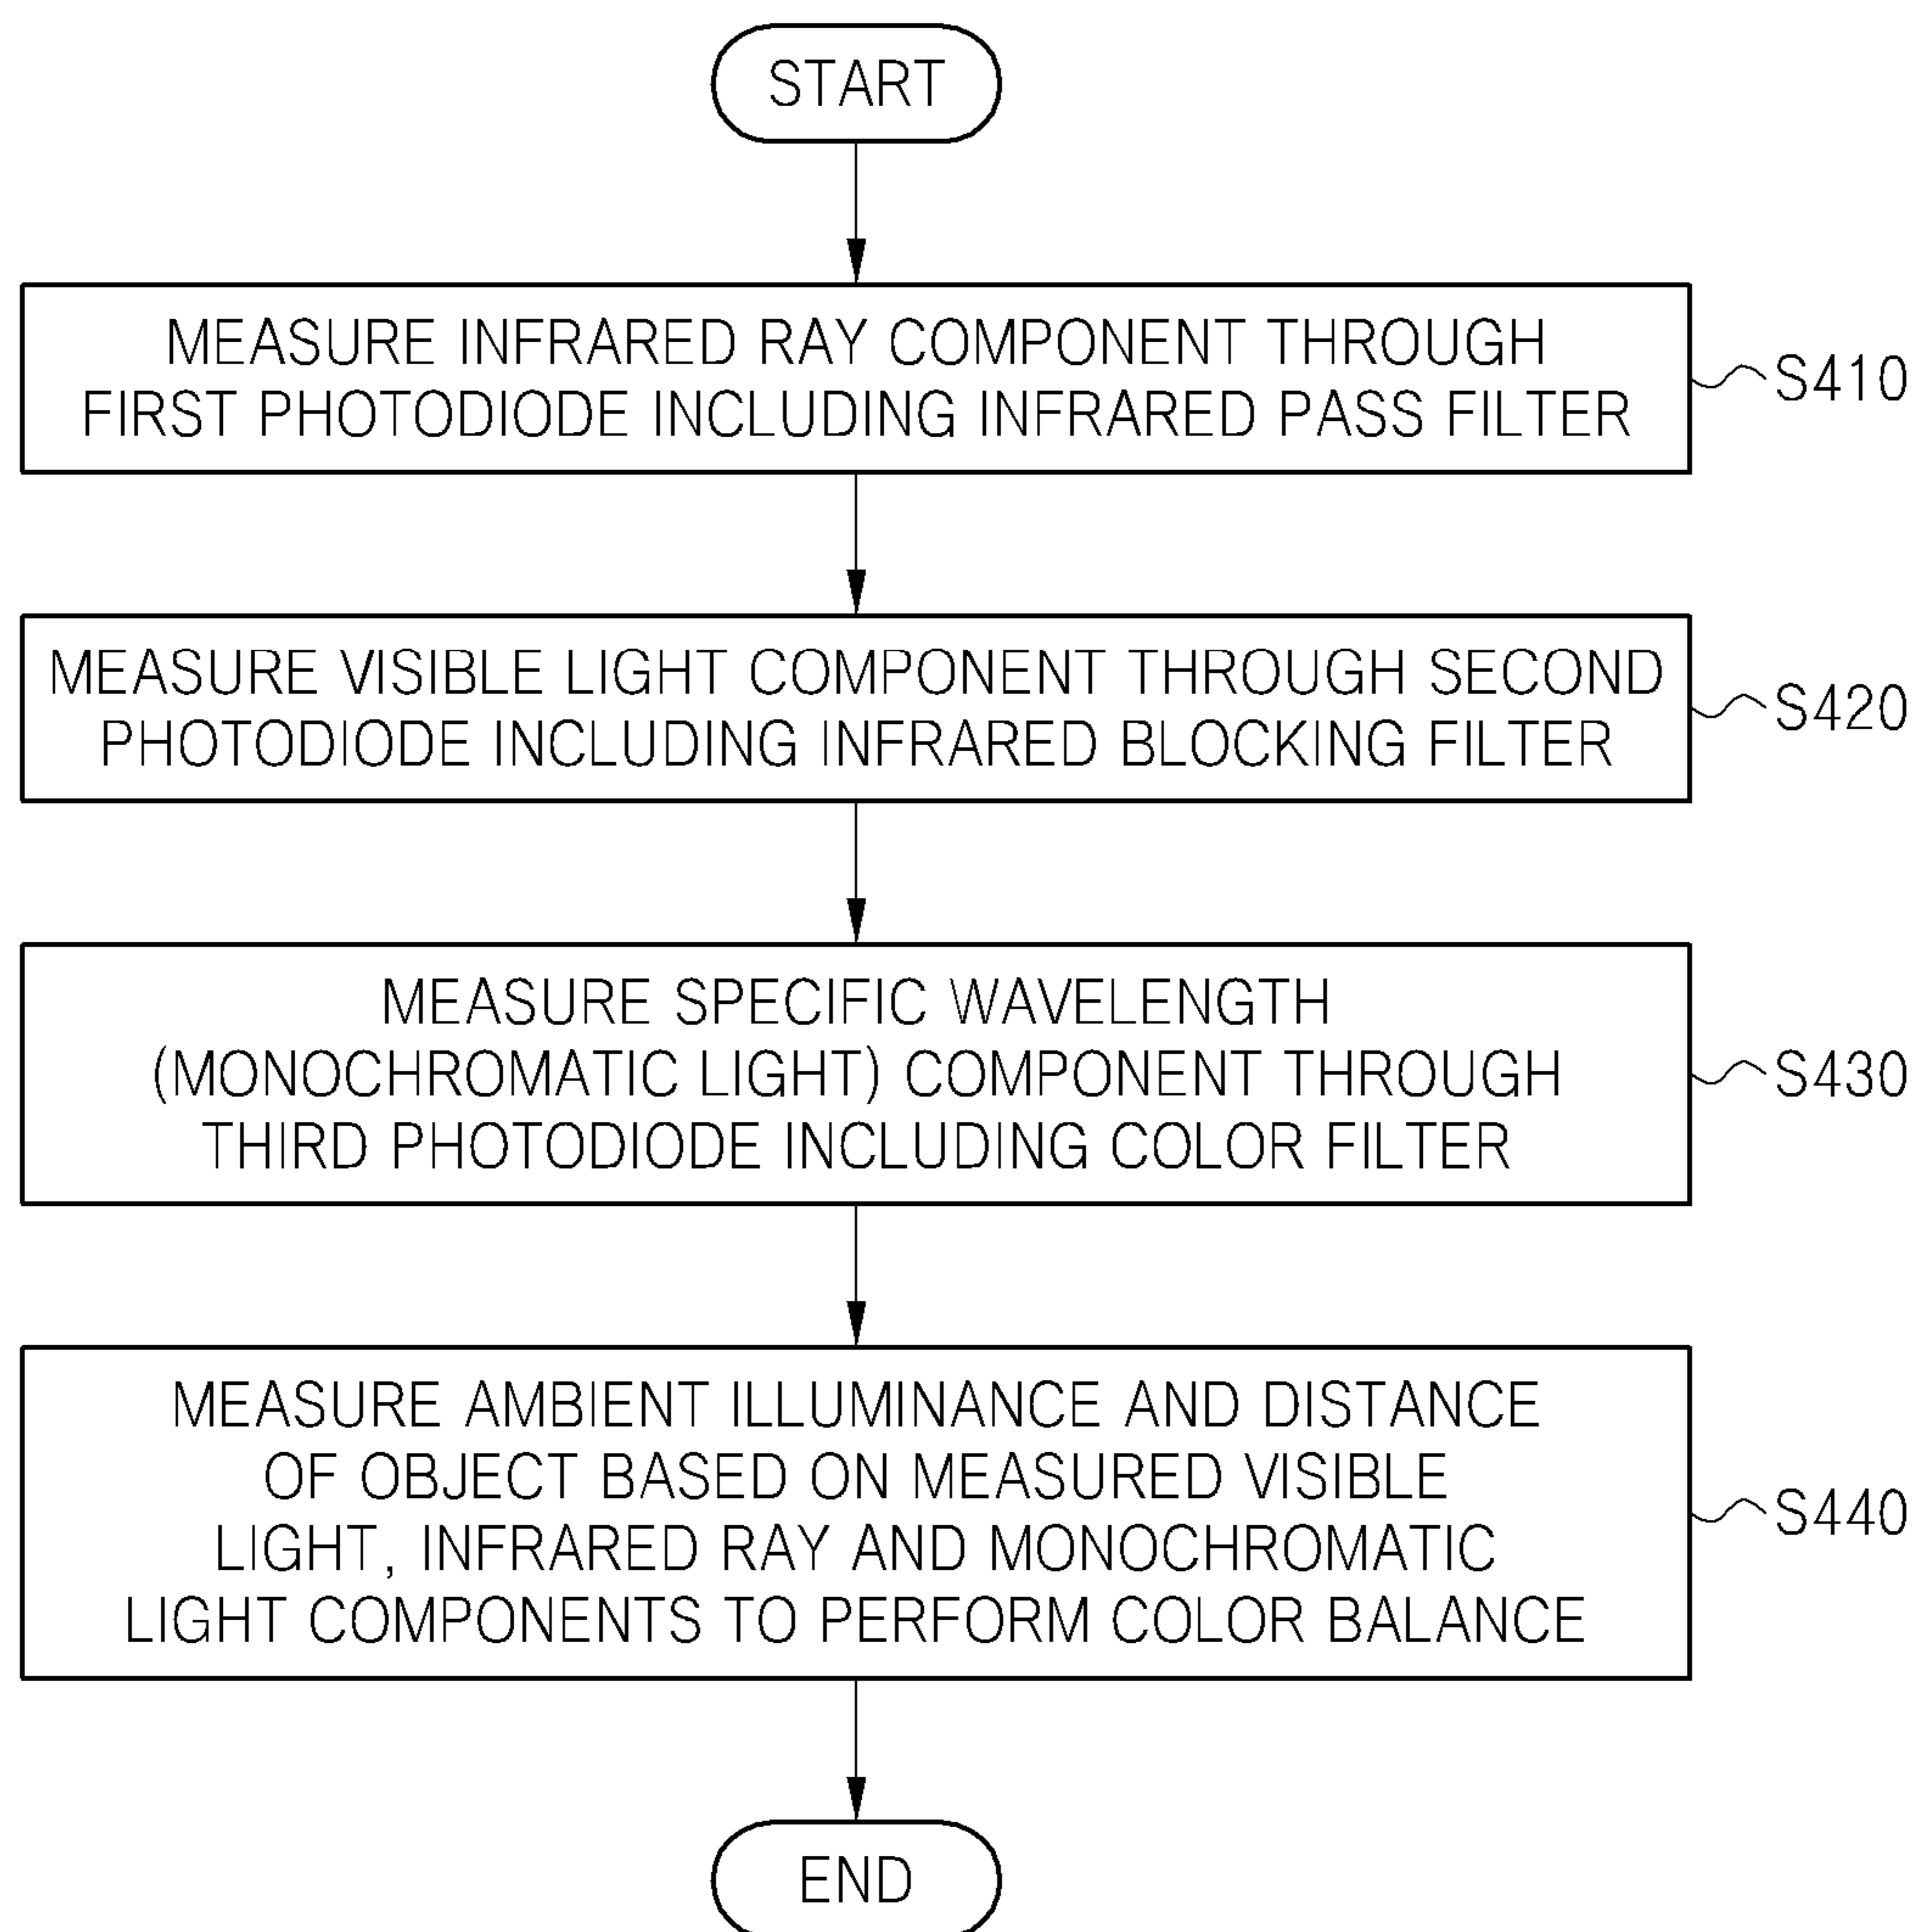 START
MEASURE INFRARED RAY COMPONENT THROUGH
FIRST PHOTODIODE INCLUDING INFRARED PASS FILTER
S410
MEASURE VISIBLE LIGHT COMPONENT THROUGH SECOND
PHOTODIODE INCLUDING INFRARED BLOCKING FILTER
S420
MEASURE SPECIFIC WAVELENGTH
(MONOCHROMATIC LIGHT) COMPONENT THROUGH
THIRD PHOTODIODE INCLUDING COLOR FILTER
S430
MEASURE AMBIENT ILLUMINANCE AND DISTANCE
OF OBJECT BASED ON MEASURED VISIBLE
LIGHT, INFRARED RAY AND MONOCHROMATIC
LIGHT COMPONENTS TO PERFORM COLOR BALANCE
S440
END